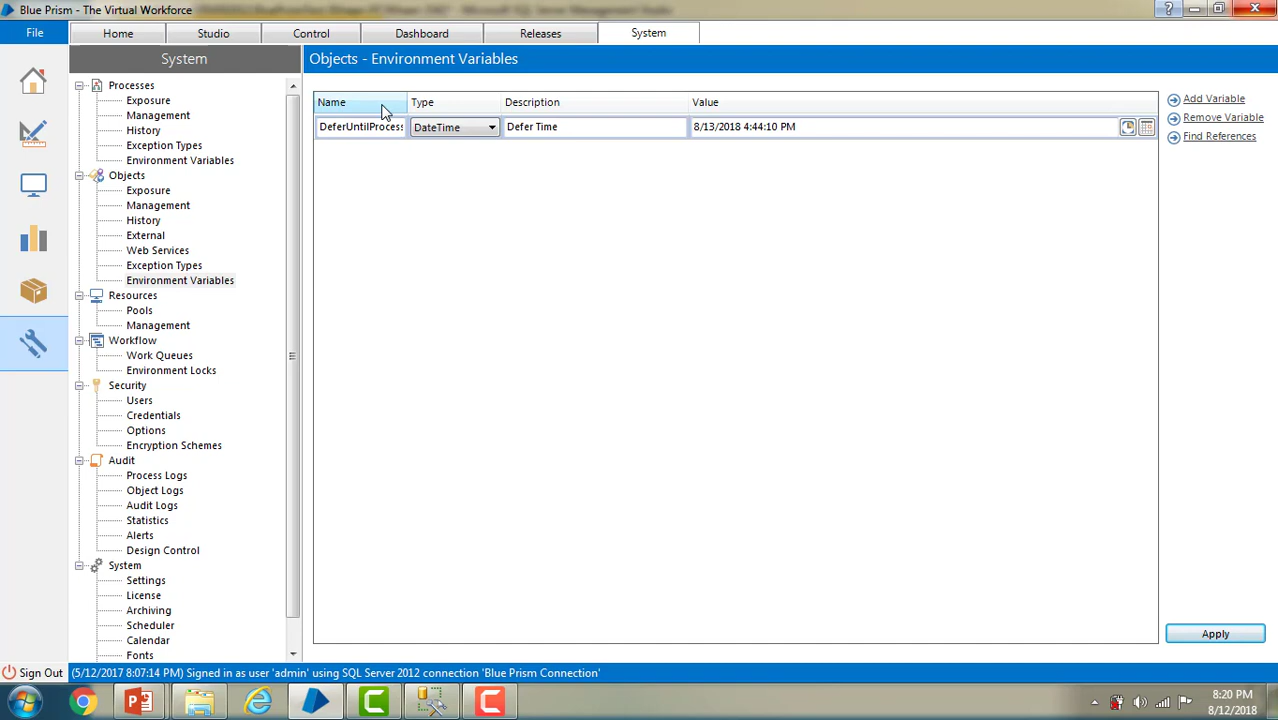 Blue Prism - The Virtual Workforce
File
Home
Studio
Control
Dashboard
Releases
System
System
Objects - Environment Variables
Processes
Exposure
Management
History
Exception Types
Environment Variables
Objects
Exposure
Management
History
External
Web Services
Exception Types
Environment Variables
Resources
Pools
Management
Workflow
Work Queues
Environment Locks
Security
Users
Credentials
Options
Encryption Schemes
Audit
Process Logs
Object Logs
Audit Logs
Statistics
Alerts
Design Control
System
Settings
License
Archiving
Scheduler
Calendar
Fonts
Name Type Description Value
DeferUntilProcess DateTime Defer Time 8/13/2018 4:44:10 PM
Add Variable
Remove Variable
Find References
Apply
Sign Out
(5/12/2017 8:07:14 PM) Signed in as user 'admin' using SQL Server 2012 connection 'Blue Prism Connection'
8:20 PM
8/12/2018